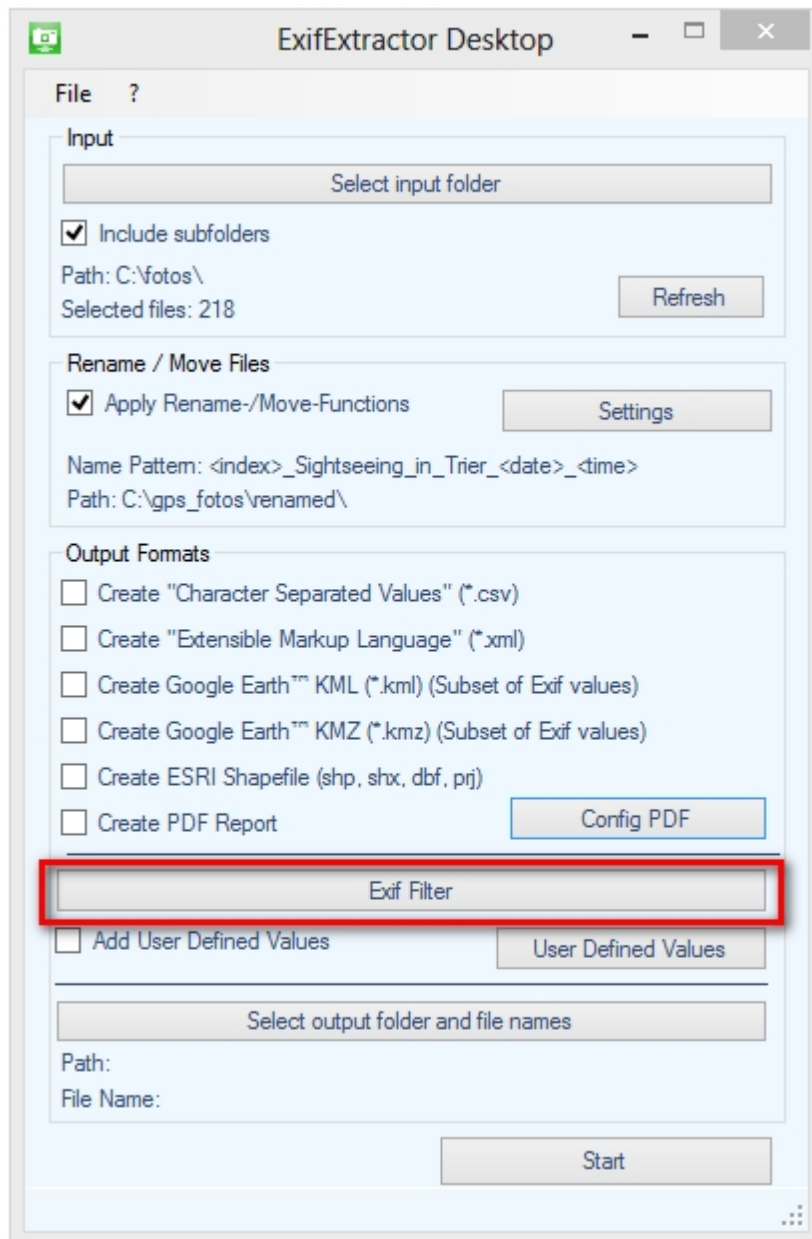 ExifExtractor Desktop
File ?
Input
Select input folder
Include subfolders
Path: C:\fotos\
Selected files: 218
Refresh
Rename / Move Files
Apply Rename-/Move-Functions
Settings
Name Pattern: <index>_Sightseeing_in_Trier_<date>_<time>
Path: C:\gps_fotos\renamed\
Output Formats
Create "Character Separated Values" (*.csv)
Create "Extensible Markup Language" (*.xml)
Create Google Earth™ KML (*.kml) (Subset of Exif values)
Create Google Earth™ KMZ (*.kmz) (Subset of Exif values)
Create ESRI Shapefile (shp, shx, dbf, prj)
Create PDF Report
Config PDF
Exif Filter
Add User Defined Values
User Defined Values
Select output folder and file names
Path:
File Name:
Start